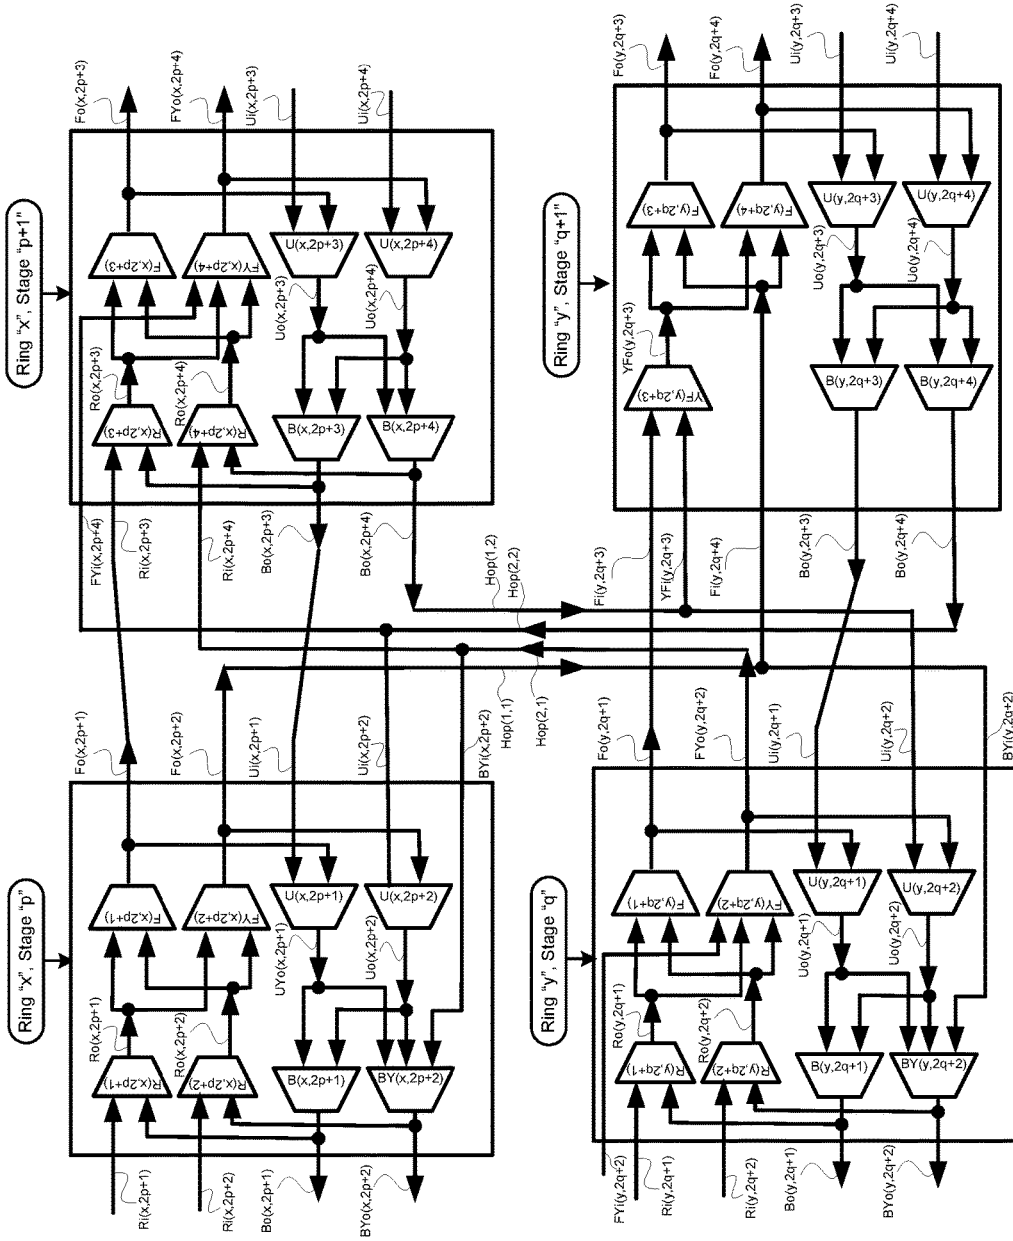 Ring "x", Stage "p+1"
Fo(x,2p+3)
FYo(x,2p+4)
Ui(x,2p+3)
Ui(x,2p+4)
F(x,2p+3)
FY(x,2p+4)
U(x,2p+3)
U(x,2p+4)
Ro(x,2p+3)
Ro(x,2p+4)
Uo(x,2p+3)
Uo(x,2p+4)
R(x,2p+3)
R(x,2p+4)
B(x,2p+3)
B(x,2p+4)
FYi(x,2p+4)
Ri(x,2p+3)
Ri(x,2p+4)
Bo(x,2p+3)
Bo(x,2p+4)
Ring "y", Stage "q+1"
Fo(y,2q+3)
Fo(y,2q+4)
Ui(y,2q+3)
Ui(y,2q+4)
F(y,2q+3)
F(y,2q+4)
U(y,2q+3)
U(y,2q+4)
YFo(y,2q+3)
Uo(y,2q+3)
Uo(y,2q+4)
YF(y,2q+3)
B(y,2q+3)
B(y,2q+4)
Fi(y,2q+3)
YFi(y,2q+3)
Fi(y,2q+4)
Bo(y,2q+3)
Bo(y,2q+4)
Hop(1,2)
Hop(2,2)
Hop(1,1)
Hop(2,1)
Ring "x", Stage "p"
Fo(x,2p+1)
Fo(x,2p+2)
Ui(x,2p+1)
Ui(x,2p+2)
BYi(x,2p+2)
F(x,2p+1)
FY(x,2p+2)
U(x,2p+1)
U(x,2p+2)
Ro(x,2p+1)
Ro(x,2p+2)
UYo(x,2p+1)
Uo(x,2p+2)
R(x,2p+1)
R(x,2p+2)
B(x,2p+1)
BY(x,2p+2)
Ri(x,2p+1)
Ri(x,2p+2)
Bo(x,2p+1)
BYo(x,2p+2)
Ring "y", Stage "q"
Fo(y,2q+1)
FYo(y,2q+2)
Ui(y,2q+1)
Ui(y,2q+2)
BYi(y,2q+2)
F(y,2q+1)
FY(y,2q+2)
U(y,2q+1)
U(y,2q+2)
Ro(y,2q+1)
Ro(y,2q+2)
Uo(y,2q+1)
Uo(y,2q+2)
R(y,2q+1)
R(y,2q+2)
B(y,2q+1)
BY(y,2q+2)
FYi(y,2q+2)
Ri(y,2q+1)
Ri(y,2q+2)
Bo(y,2q+1)
BYo(y,2q+2)